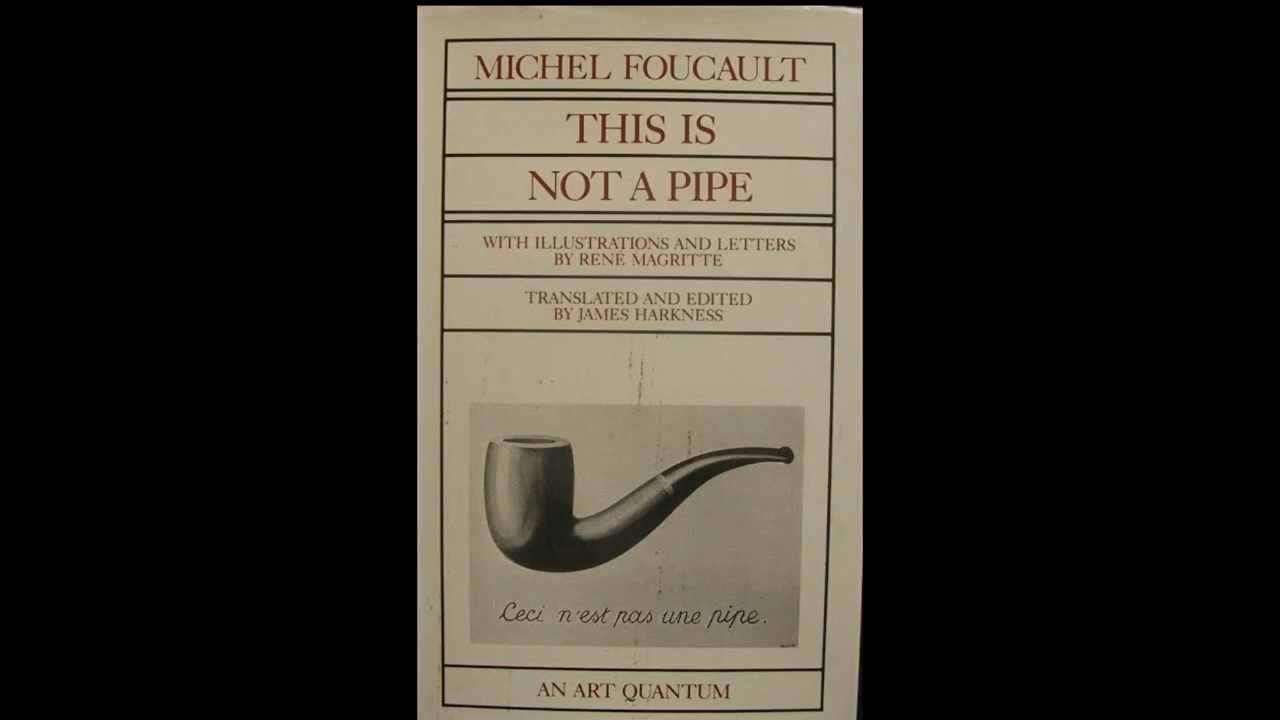 MICHEL FOUCAULT
THIS IS
NOT A PIPE
WITH ILLUSTRATIONS AND LETTERS
BY RENÉ MAGRITTE
TRANSLATED AND EDITED
BY JAMES HARKNESS
Ceci n'est pas une pipe.
AN ART QUANTUM